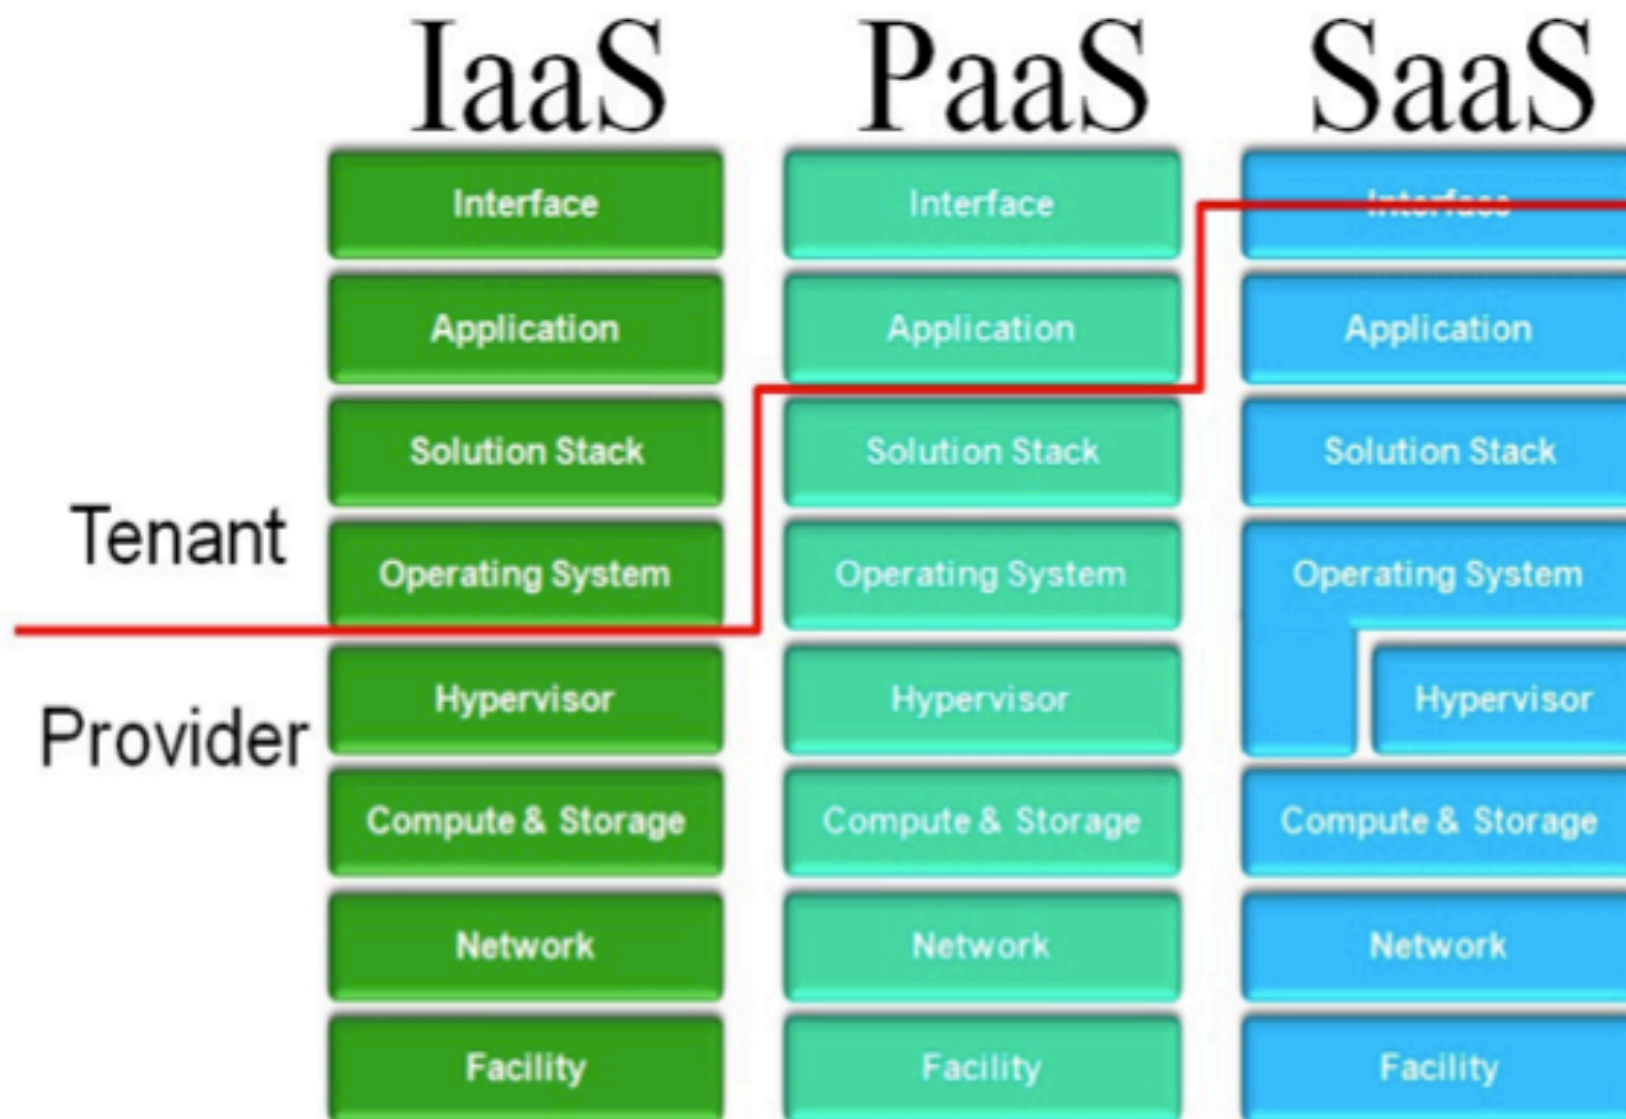 IaaS PaaS SaaS
Interface Interface Interface
Application Application Application
Solution Stack Solution Stack Solution Stack
Tenant
Operating System Operating System Operating System
Provider
Hypervisor Hypervisor Hypervisor
Compute & Storage Compute & Storage Compute & Storage
Network Network Network
Facility Facility Facility